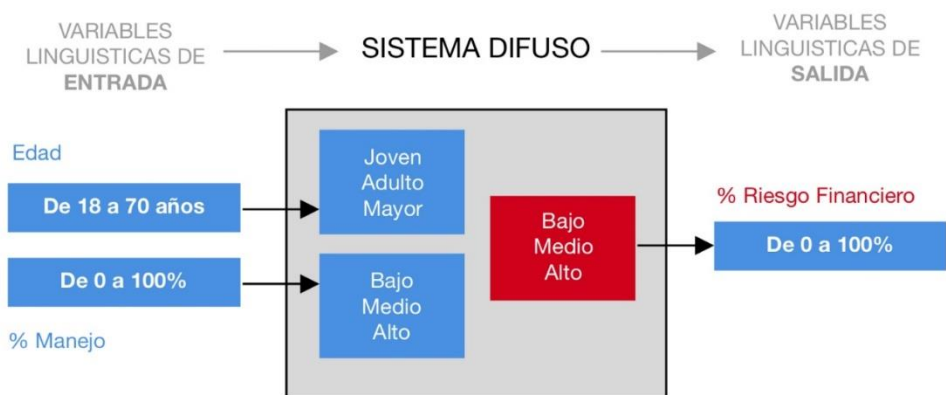 VARIABLES
LINGUISTICAS DE
ENTRADA
SISTEMA DIFUSO
VARIABLES
LINGUISTICAS DE
SALIDA
Edad
De 18 a 70 años
De 0 a 100%
% Manejo
Joven
Adulto
Mayor
Bajo
Medio
Alto
Bajo
Medio
Alto
% Riesgo Financiero
De 0 a 100%